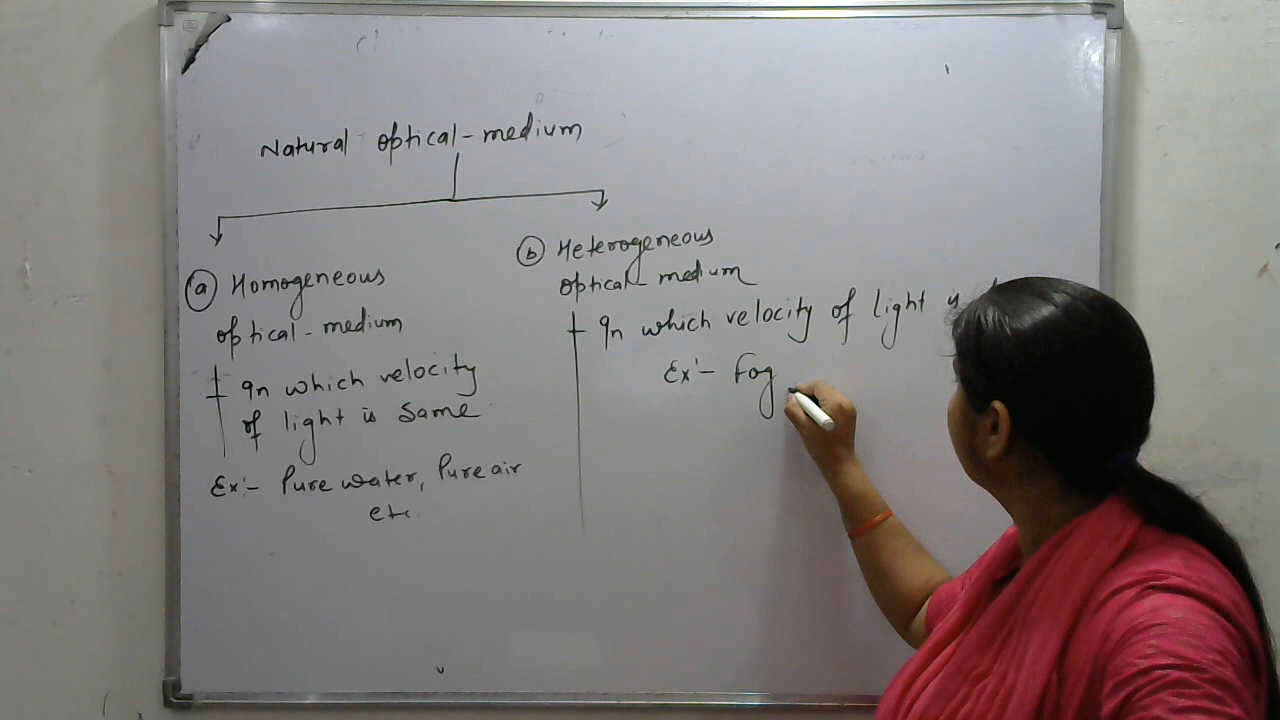 Natural optical-medium
(a) Homogeneous
optical-medium
In which velocity
of light is same
Ex:- Pure water, Pure air
etc
(b) Heterogeneous
optical medium
In which velocity of light is
Ex:- Fog